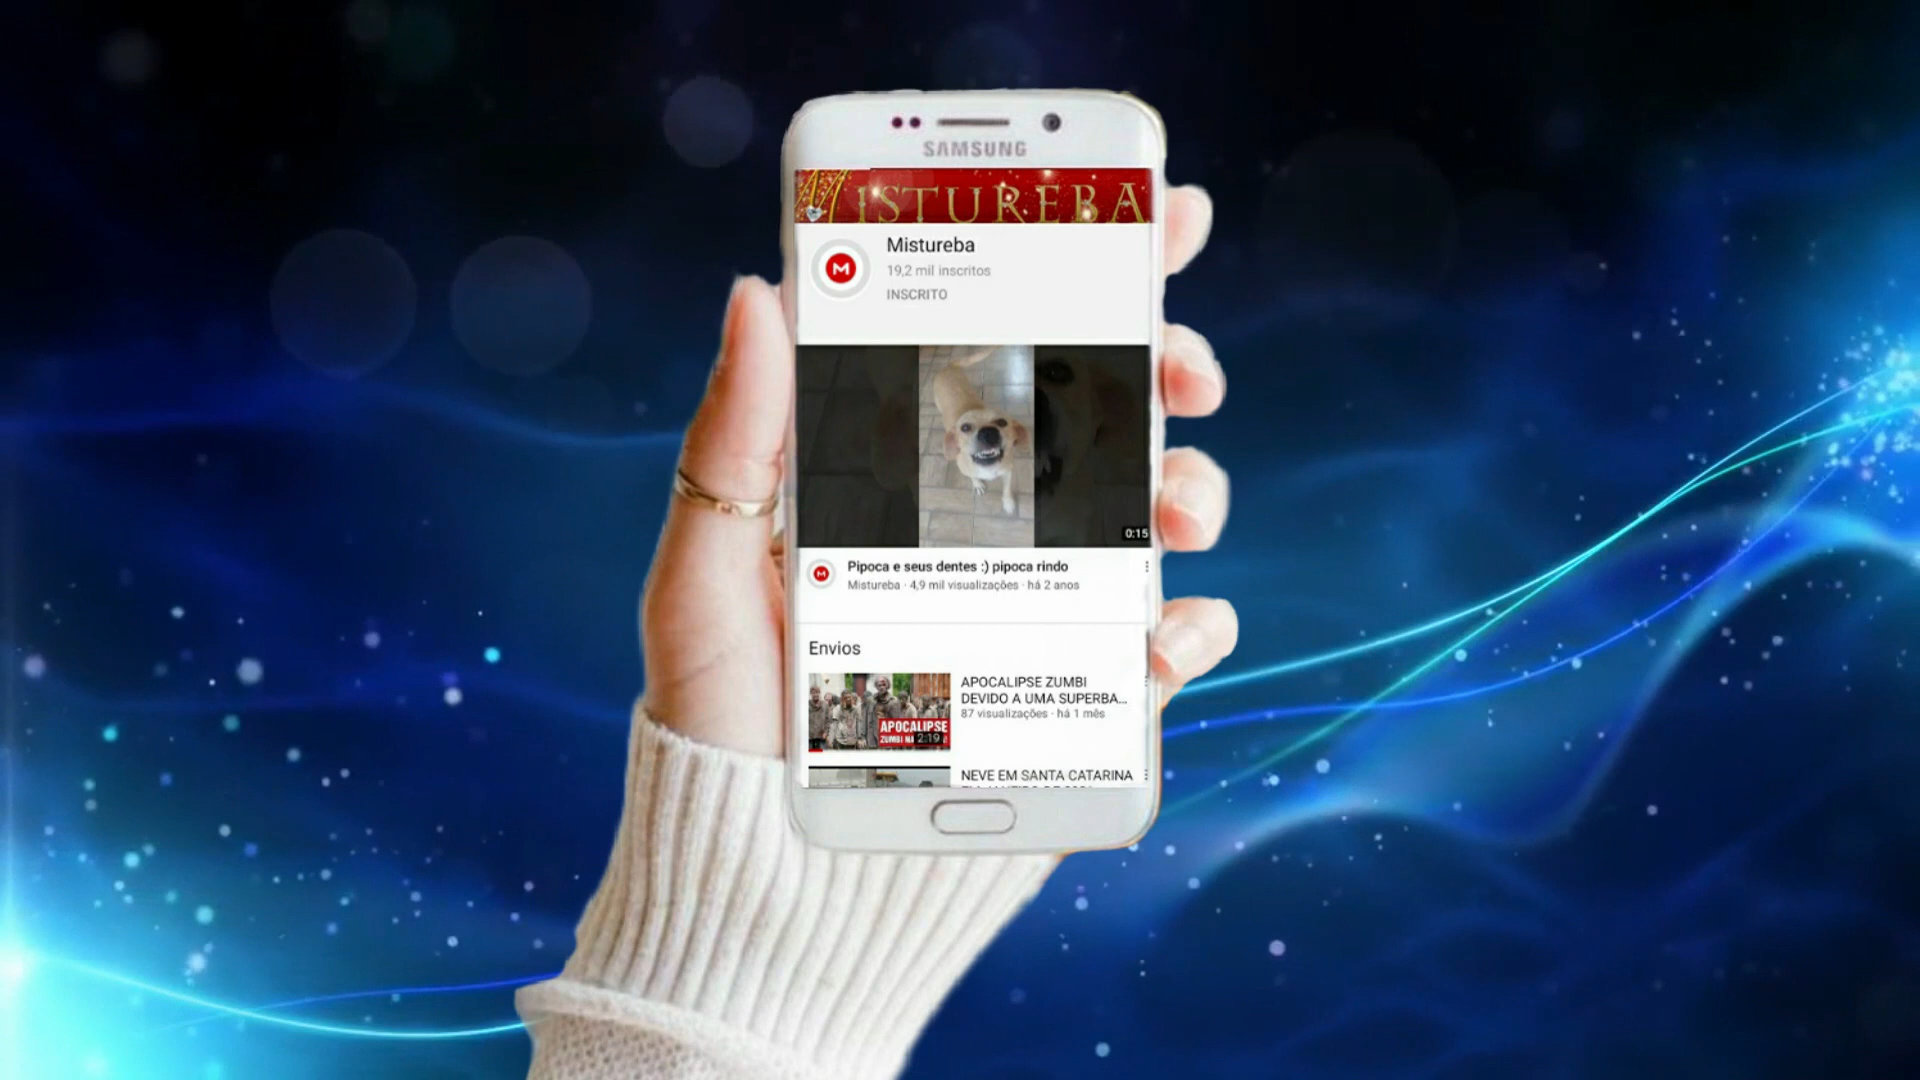 SAMSUNG
MISTUREBA
Mistureba
19,2 mil inscritos
INSCRITO
0:15
Pipoca e seus dentes :) pipoca rindo
Mistureba · 4,9 mil visualizações · há 2 anos
Envios
APOCALIPSE ZUMBI
DEVIDO A UMA SUPERBA...
87 visualizações · há 1 mês
APOCALIPSE
ZUMBI
2:19
NEVE EM SANTA CATARINA